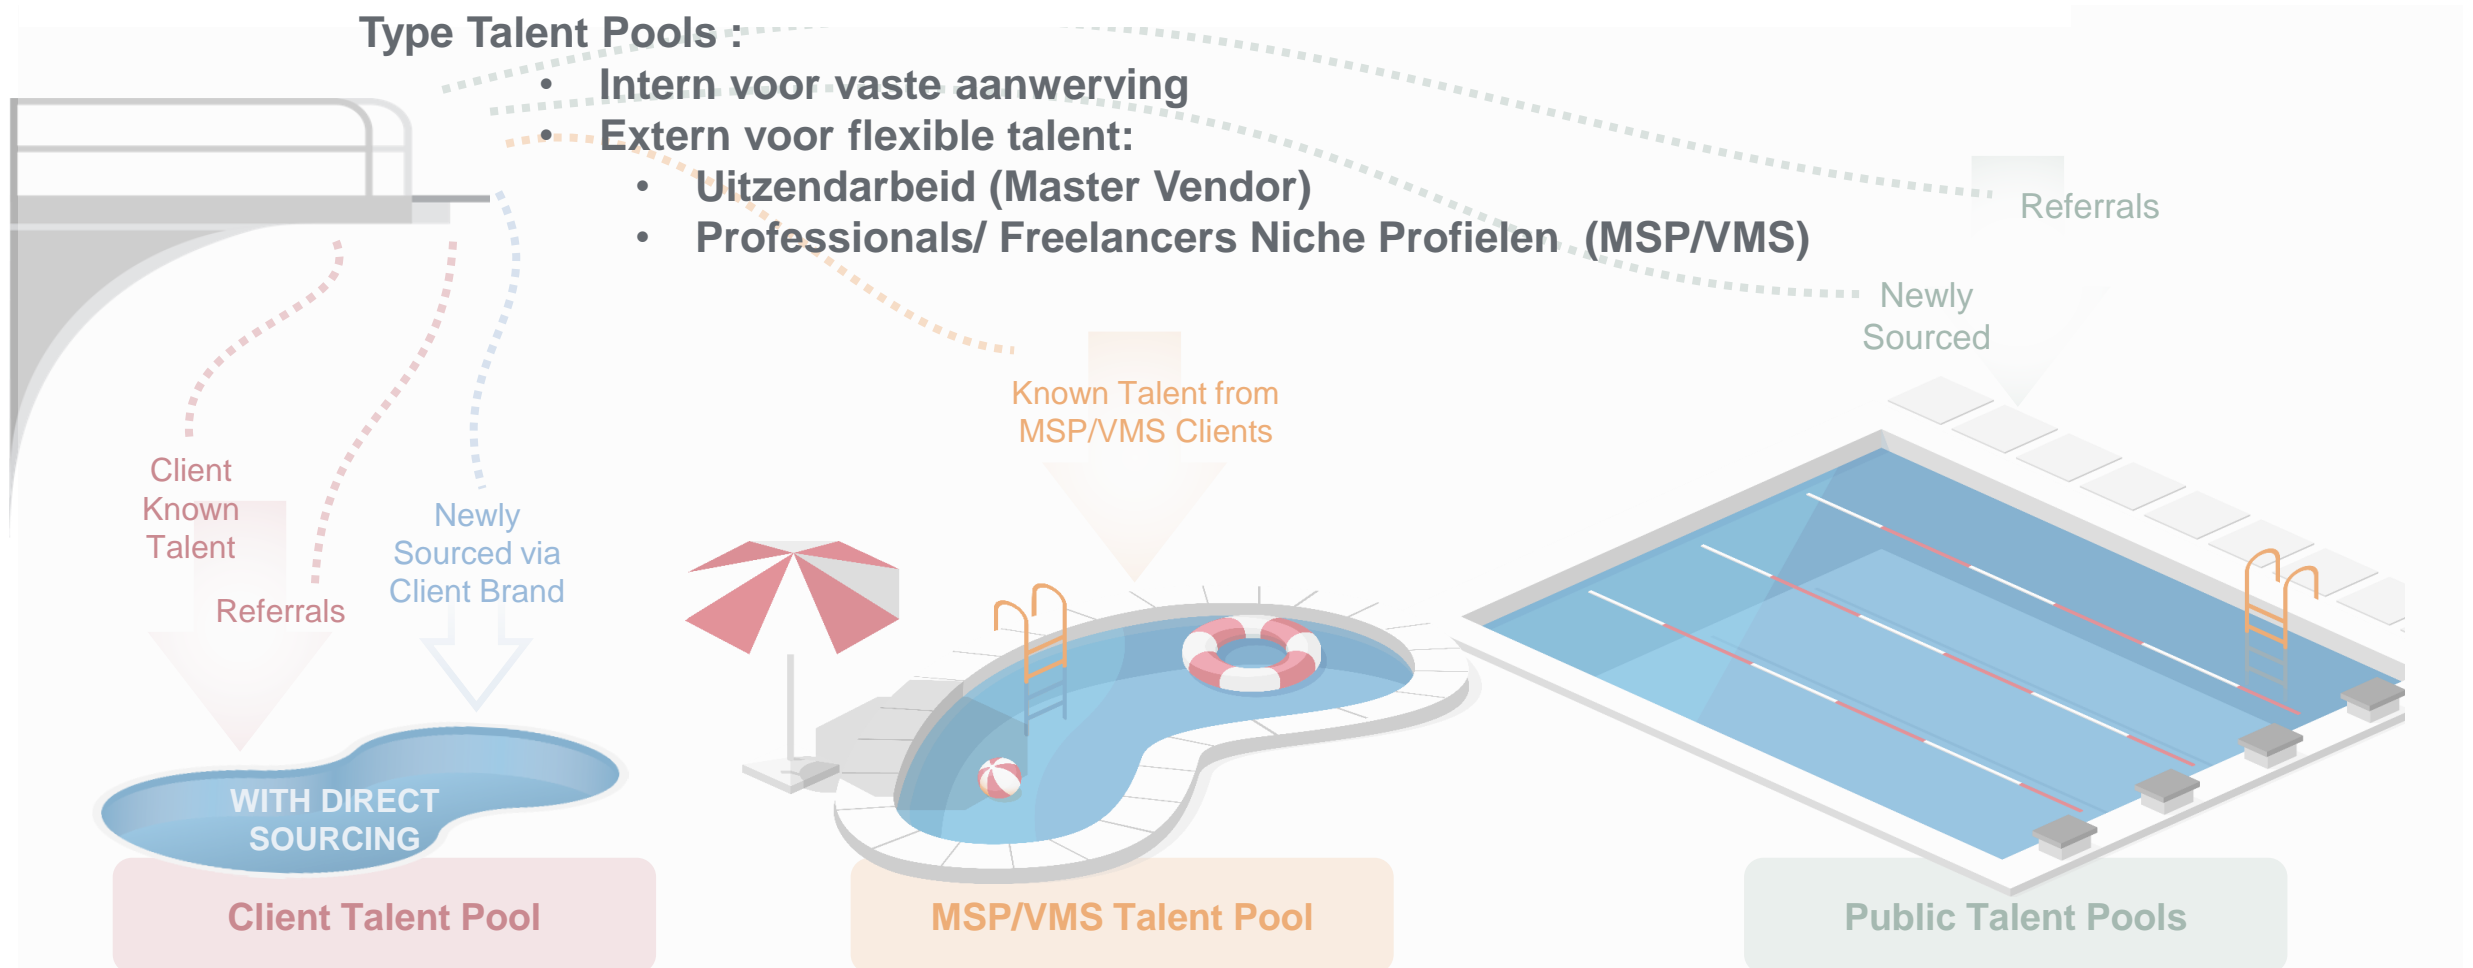 Type Talent Pools :
• Intern voor vaste aanwerving
• Extern voor flexible talent:
• Uitzendarbeid (Master Vendor)
• Professionals/ Freelancers Niche Profielen (MSP/VMS)
Referrals
Newly
Sourced
Known Talent from
MSP/VMS Clients
Client
Known
Talent
Referrals
Newly
Sourced via
Client Brand
WITH DIRECT
SOURCING
Client Talent Pool
MSP/VMS Talent Pool
Public Talent Pools